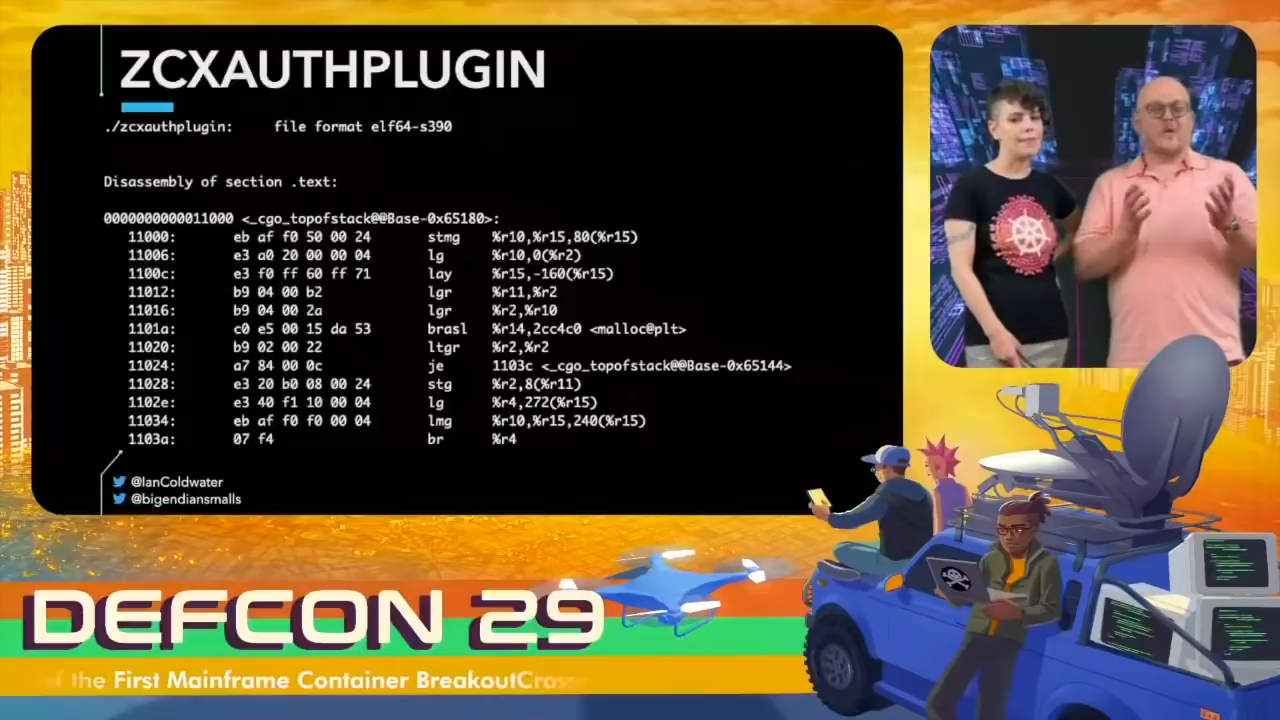 ZCXAUTHPLUGIN
./zcxauthplugin:     file format elf64-s390
Disassembly of section .text:
0000000000011000 <_cgo_topofstack@@Base-0x65180>:
11000:	eb af f0 50 00 24	stmg	%r10,%r15,80(%r15)
11006:	e3 a0 20 00 00 04	lg	%r10,0(%r2)
1100c:	e3 f0 ff 60 ff 71	lay	%r15,-160(%r15)
11012:	b9 04 00 b2	lgr	%r11,%r2
11016:	b9 04 00 2a	lgr	%r2,%r10
1101a:	c0 e5 00 15 da 53	brasl	%r14,2cc4c0 <malloc@plt>
11020:	b9 02 00 22	ltgr	%r2,%r2
11024:	a7 84 00 0c	je	1103c <_cgo_topofstack@@Base-0x65144>
11028:	e3 20 b0 08 00 24	stg	%r2,8(%r11)
1102e:	e3 40 f1 10 00 04	lg	%r4,272(%r15)
11034:	eb af f0 f0 00 04	lmg	%r10,%r15,240(%r15)
1103a:	07 f4	br	%r4
@IanColdwater
@bigendiansmalls
DEFCON 29
of the First Mainframe Container BreakoutCross